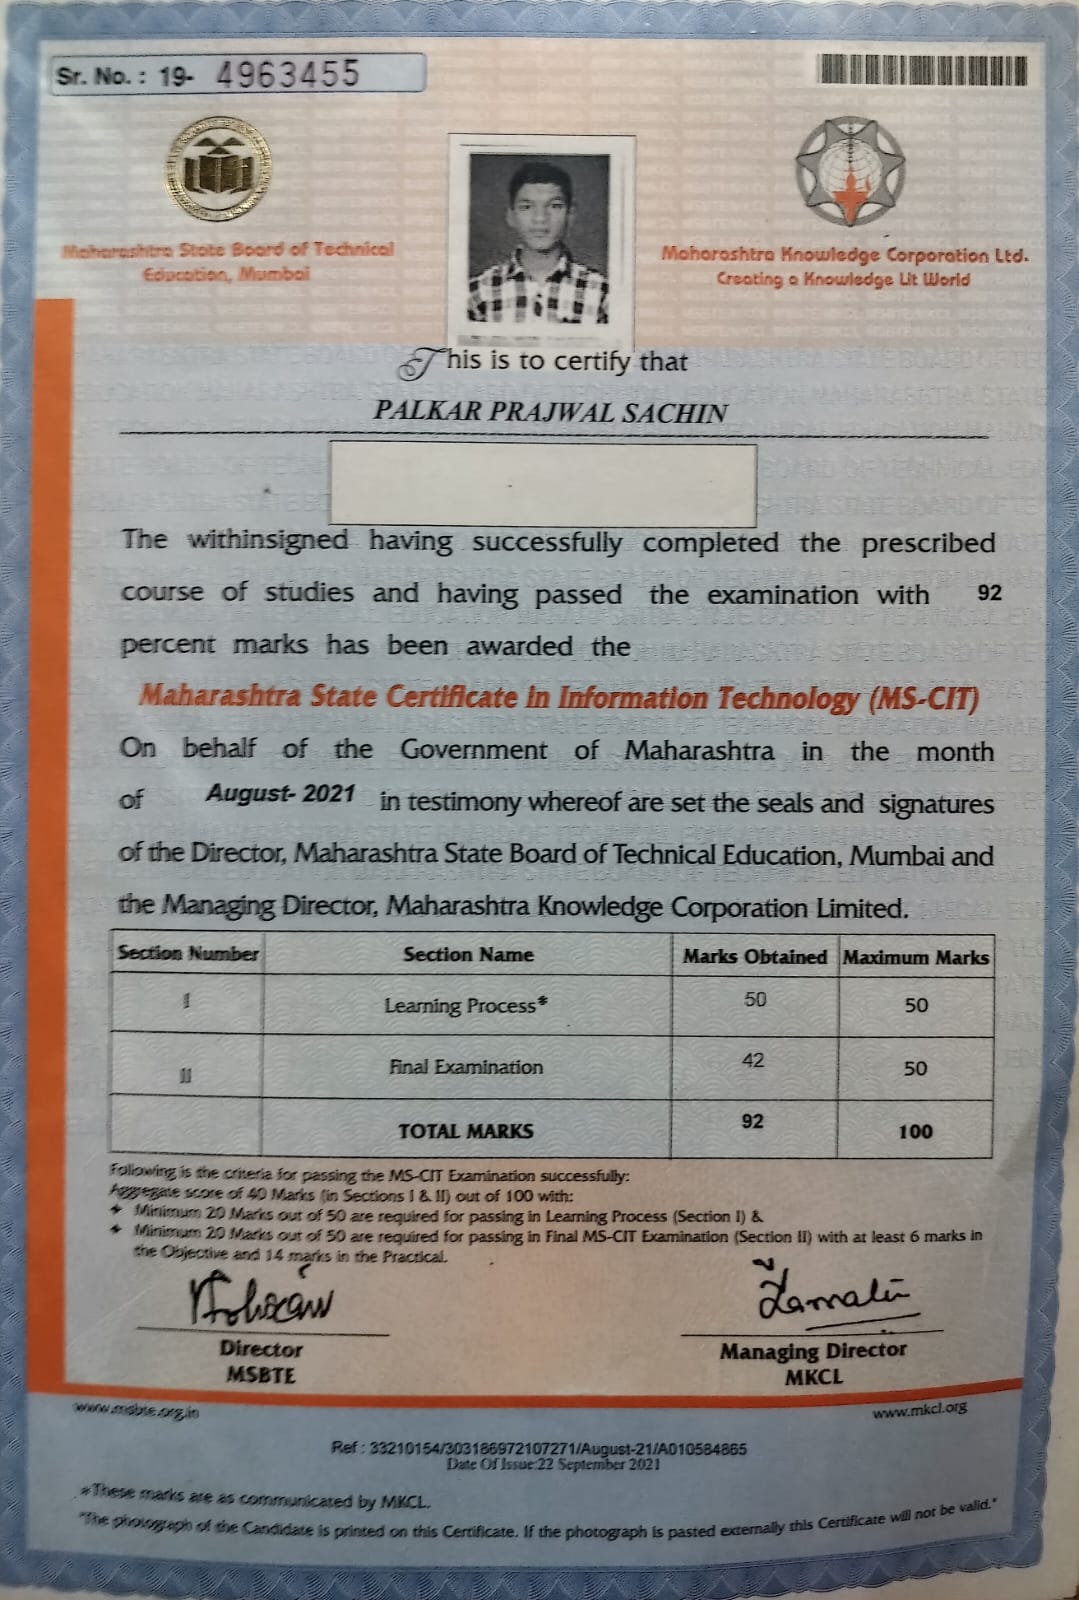 Sr. No. : 19- 4963455
Maharashtra State Board of Technical
Education, Mumbai
Maharashtra Knowledge Corporation Ltd.
Creating a Knowledge Lit World
This is to certify that
PALKAR PRAJWAL SACHIN
The withinsigned having successfully completed the prescribed
course of studies and having passed the examination with 92
percent marks has been awarded the
Maharashtra State Certificate in Information Technology (MS-CIT)
On behalf of the Government of Maharashtra in the month
of August- 2021 in testimony whereof are set the seals and signatures
of the Director, Maharashtra State Board of Technical Education, Mumbai and
the Managing Director, Maharashtra Knowledge Corporation Limited.
Section Number Section Name Marks Obtained Maximum Marks
I Learning Process* 50 50
II Final Examination 42 50
TOTAL MARKS 92 100
Following is the criteria for passing the MS-CIT Examination successfully:
Aggregate score of 40 Marks (in Sections I & II) out of 100 with:
* Minimum 20 Marks out of 50 are required for passing in Learning Process (Section I) &
* Minimum 20 Marks out of 50 are required for passing in Final MS-CIT Examination (Section II) with at least 6 marks in
the Objective and 14 marks in the Practical.
Director
MSBTE
Managing Director
MKCL
www.msbte.org.in
www.mkcl.org
Ref : 33210154/303186972107271/August-21/A010584865
Date Of Issue:22 September 2021
*These marks are as communicated by MKCL.
"The photograph of the Candidate is printed on this Certificate. If the photograph is pasted externally this Certificate will not be valid."